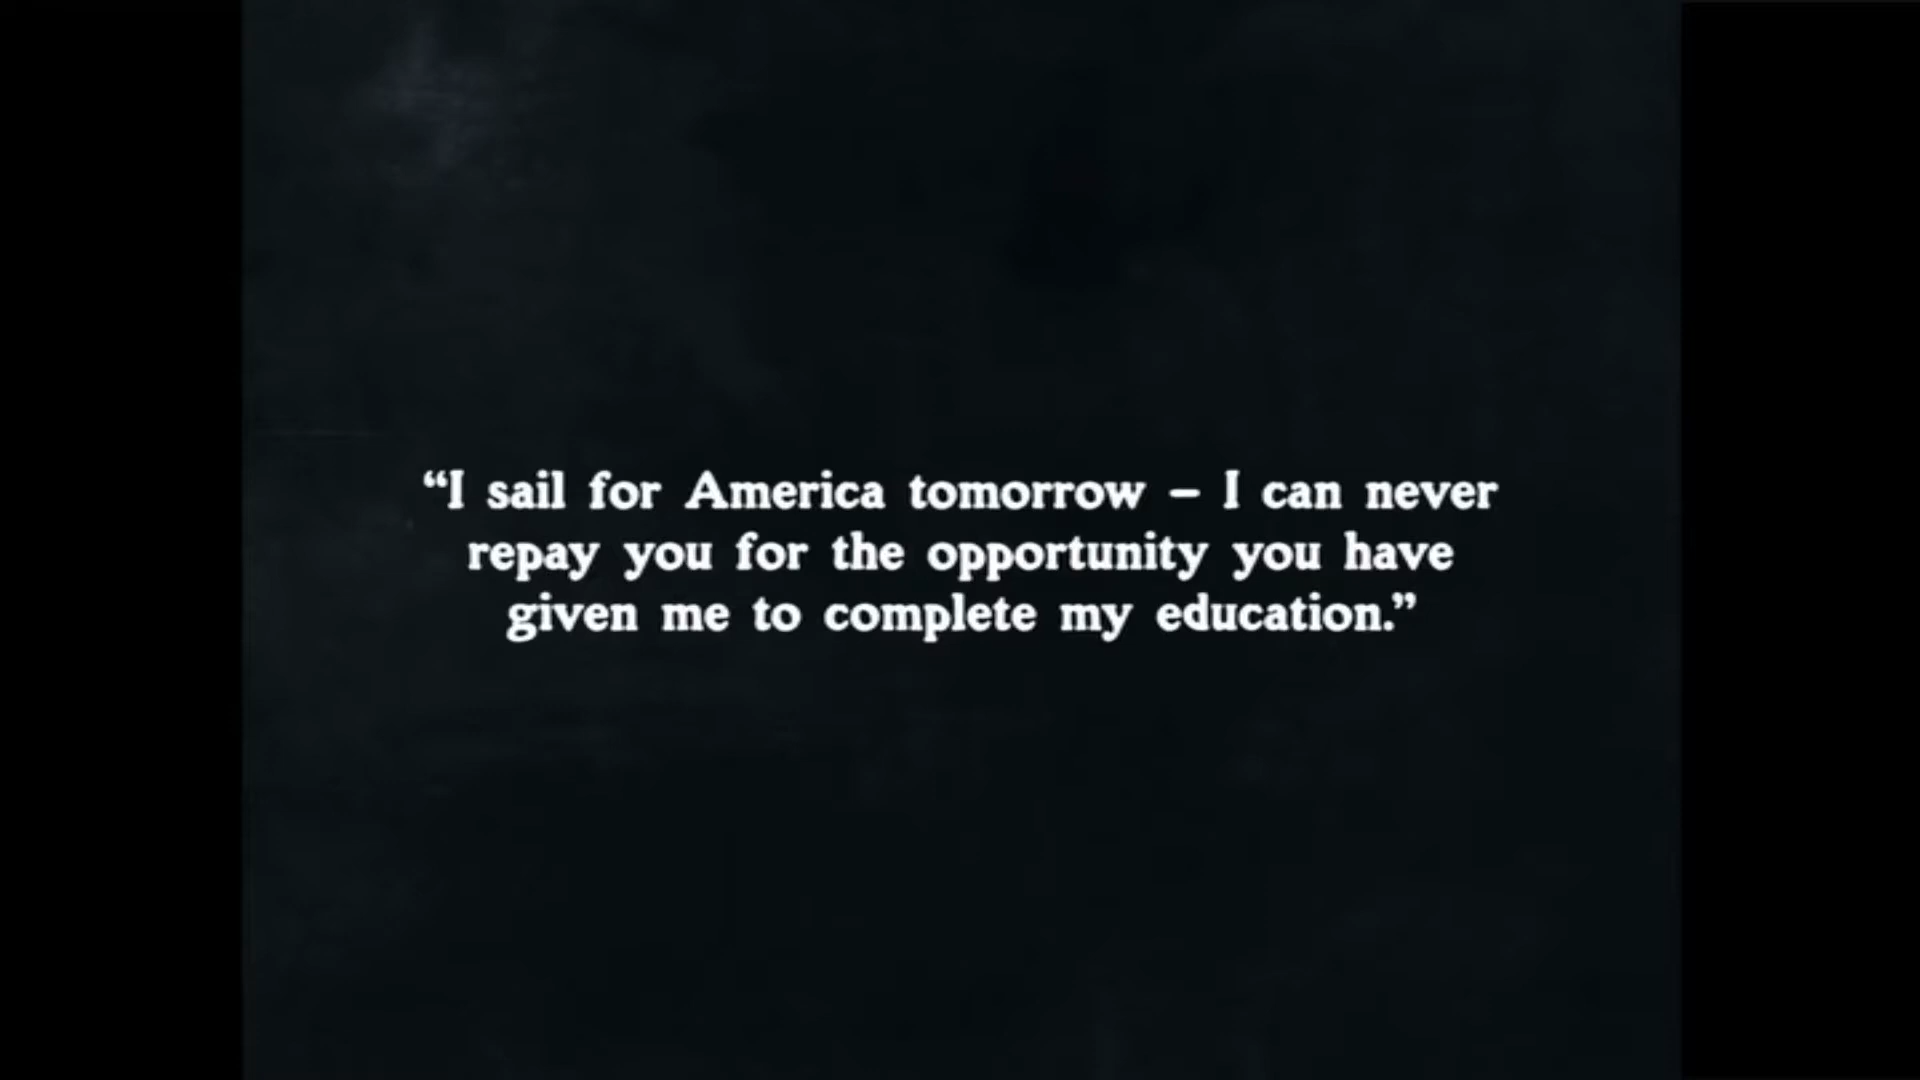 “I sail for America tomorrow – I can never
repay you for the opportunity you have
given me to complete my education.”